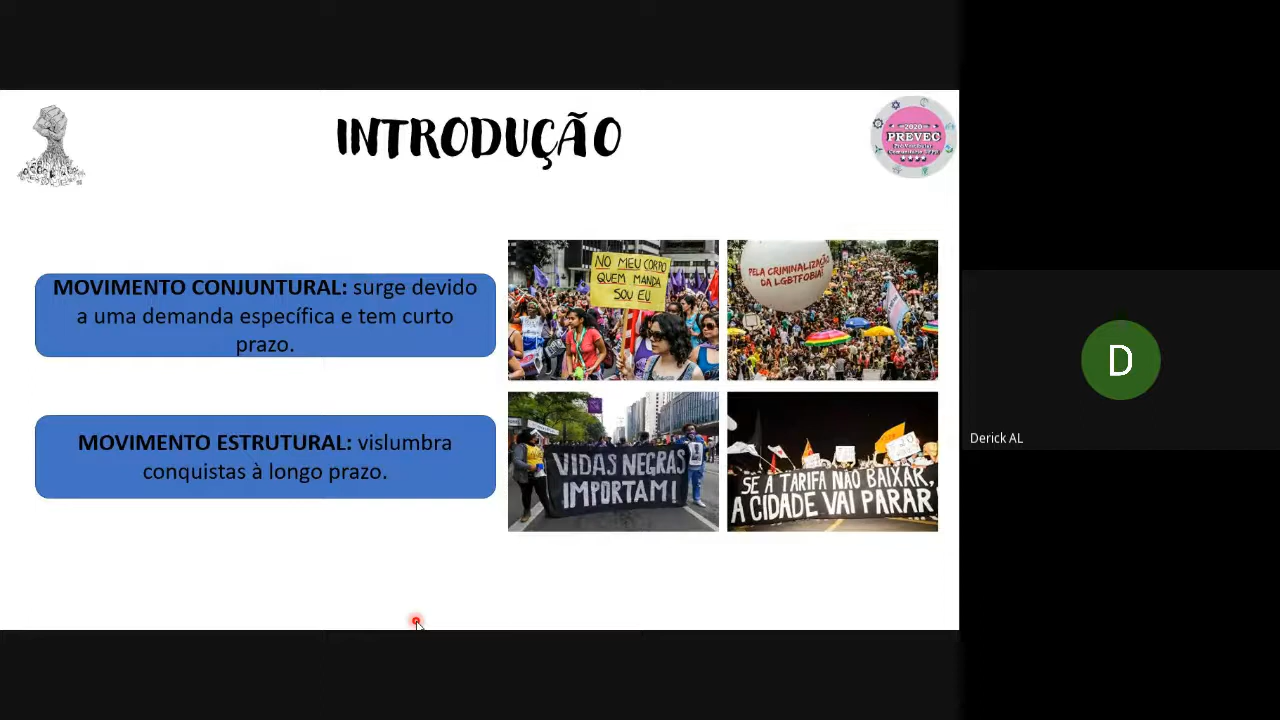 INTRODUÇÃO
2020
PREVEC
MOVIMENTO CONJUNTURAL: surge devido
a uma demanda específica e tem curto
prazo.
MOVIMENTO ESTRUTURAL: vislumbra
conquistas à longo prazo.
NO MEU CORPO
QUEM MANDA
SOU EU
PELA CRIMINALIZAÇÃO
DA LGBTFOBIA!
VIDAS NEGRAS
IMPORTAM!
SE A TARIFA NÃO BAIXAR,
A CIDADE VAI PARAR
D
Derick AL